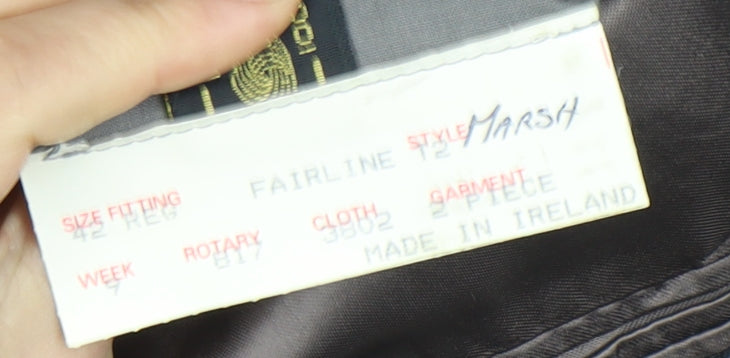 STYLE MARSH
FAIRLINE T2
SIZE FITTING CLOTH GARMENT
42 REG 3802 2 PIECE
WEEK ROTARY
7 817 MADE IN IRELAND